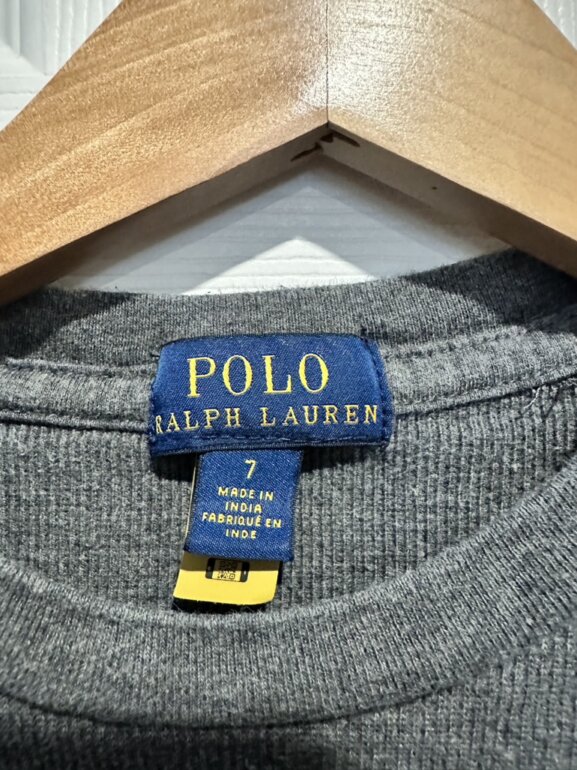 POLO
RALPH LAUREN
7
MADE IN
INDIA
FABRIQUÉ EN
INDE